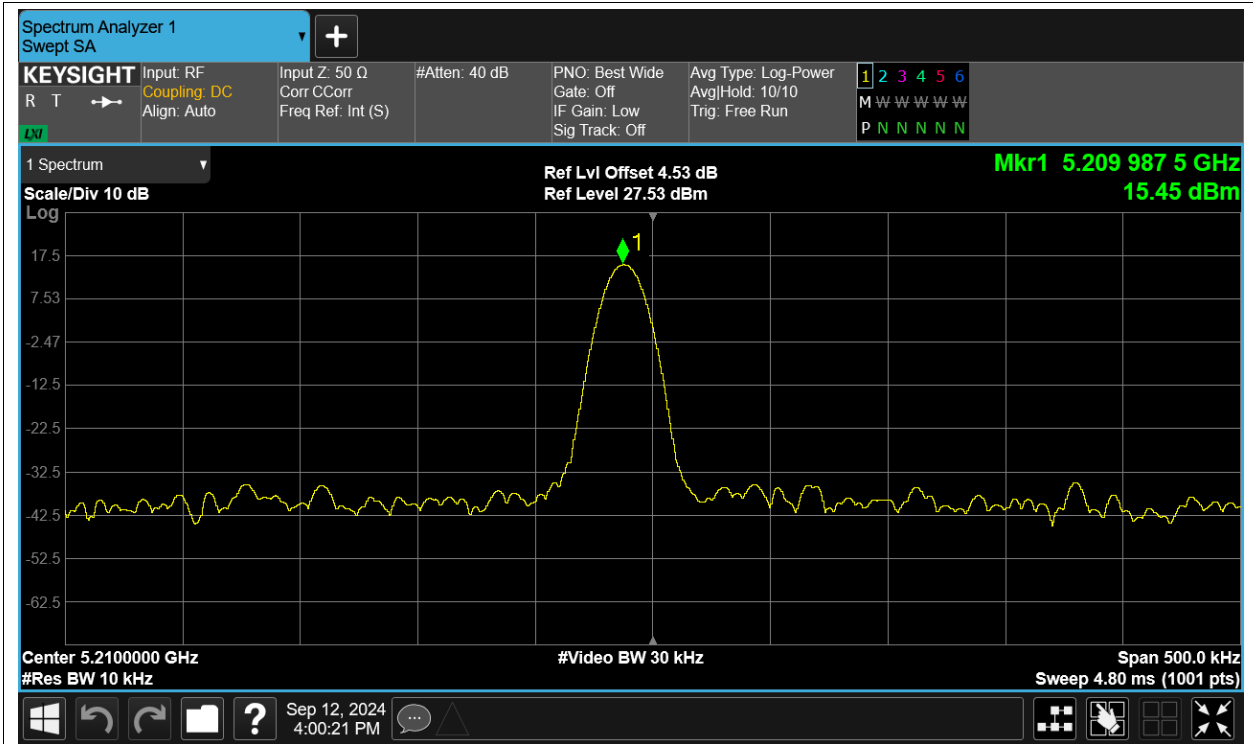 Spectrum Analyzer 1
Swept SA
KEYSIGHT
R T
LXI
Input: RF
Coupling: DC
Align: Auto
Input Z: 50 Ω
Corr CCorr
Freq Ref: Int (S)
#Atten: 40 dB
PNO: Best Wide
Gate: Off
IF Gain: Low
Sig Track: Off
Avg Type: Log-Power
Avg|Hold: 10/10
Trig: Free Run
1 2 3 4 5 6
M W W W W W
P N N N N N
1 Spectrum
Scale/Div 10 dB
Log
Ref Lvl Offset 4.53 dB
Ref Level 27.53 dBm
Mkr1 5.209 987 5 GHz
15.45 dBm
1
17.5
7.53
-2.47
-12.5
-22.5
-32.5
-42.5
-52.5
-62.5
Center 5.2100000 GHz
#Res BW 10 kHz
#Video BW 30 kHz
Span 500.0 kHz
Sweep 4.80 ms (1001 pts)
?
Sep 12, 2024
4:00:21 PM